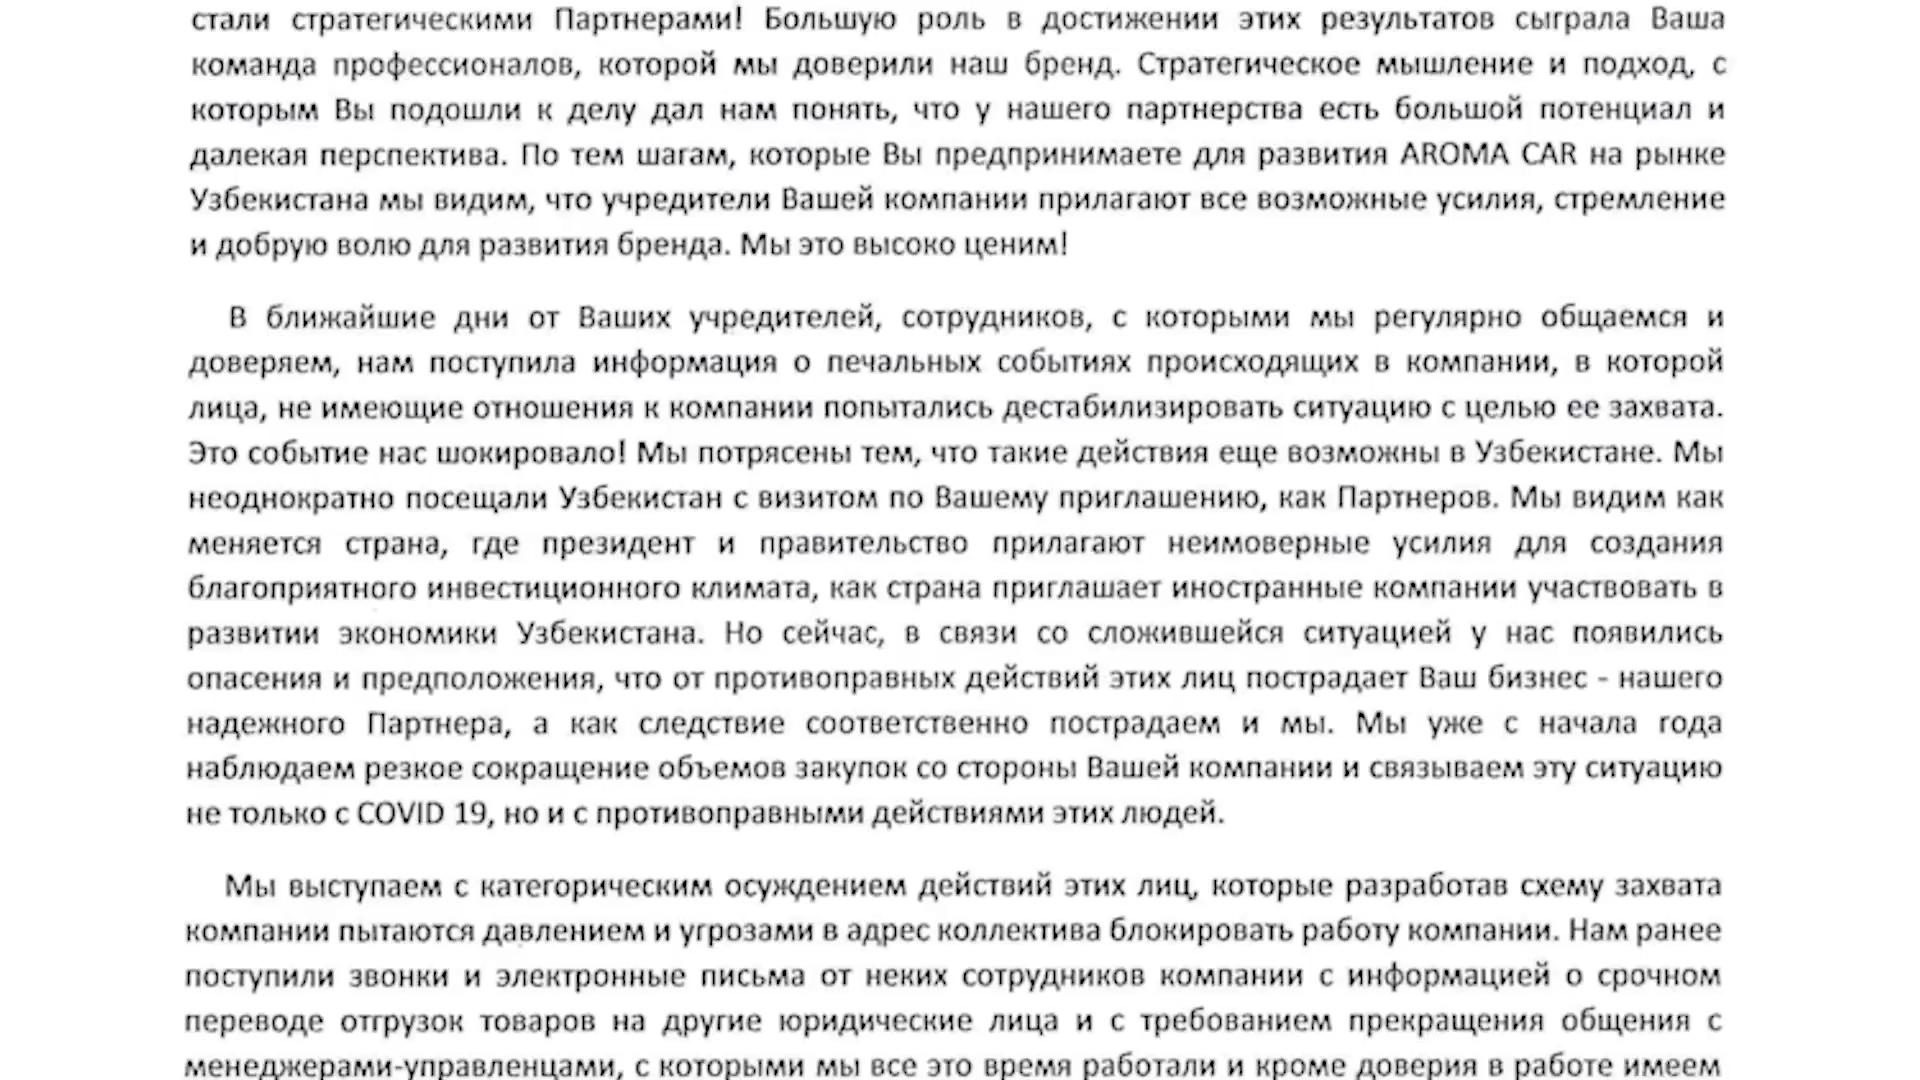 стали стратегическими Партнерами! Большую роль в достижении этих результатов сыграла Ваша
команда профессионалов, которой мы доверили наш бренд. Стратегическое мышление и подход, с
которым Вы подошли к делу дал нам понять, что у нашего партнерства есть большой потенциал и
далекая перспектива. По тем шагам, которые Вы предпринимаете для развития AROMA CAR на рынке
Узбекистана мы видим, что учредители Вашей компании прилагают все возможные усилия, стремление
и добрую волю для развития бренда. Мы это высоко ценим!
В ближайшие дни от Ваших учредителей, сотрудников, с которыми мы регулярно общаемся и
доверяем, нам поступила информация о печальных событиях происходящих в компании, в которой
лица, не имеющие отношения к компании попытались дестабилизировать ситуацию с целью ее захвата.
Это событие нас шокировало! Мы потрясены тем, что такие действия еще возможны в Узбекистане. Мы
неоднократно посещали Узбекистан с визитом по Вашему приглашению, как Партнеров. Мы видим как
меняется страна, где президент и правительство прилагают неимоверные усилия для создания
благоприятного инвестиционного климата, как страна приглашает иностранные компании участвовать в
развитии экономики Узбекистана. Но сейчас, в связи со сложившейся ситуацией у нас появились
опасения и предположения, что от противоправных действий этих лиц пострадает Ваш бизнес - нашего
надежного Партнера, а как следствие соответственно пострадаем и мы. Мы уже с начала года
наблюдаем резкое сокращение объемов закупок со стороны Вашей компании и связываем эту ситуацию
не только с COVID 19, но и с противоправными действиями этих людей.
Мы выступаем с категорическим осуждением действий этих лиц, которые разработав схему захвата
компании пытаются давлением и угрозами в адрес коллектива блокировать работу компании. Нам ранее
поступили звонки и электронные письма от неких сотрудников компании с информацией о срочном
переводе отгрузок товаров на другие юридические лица и с требованием прекращения общения с
менеджерами-управленцами, с которыми мы все это время работали и кроме доверия в работе имеем